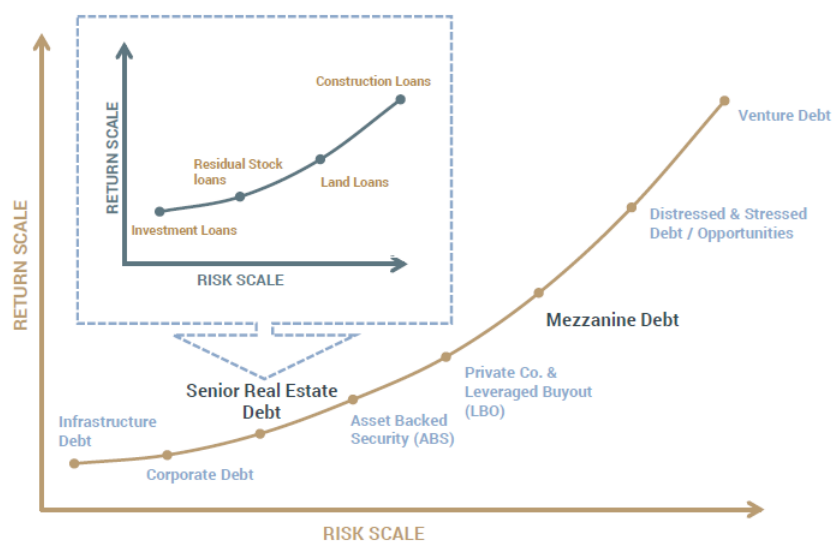 Construction Loans
Venture Debt
RETURN SCALE
Residual Stock
loans
Land Loans
Investment Loans
RISK SCALE
Distressed & Stressed
Debt / Opportunities
RETURN SCALE
Mezzanine Debt
Private Co. &
Leveraged Buyout
(LBO)
Senior Real Estate
Debt
Asset Backed
Security (ABS)
Infrastructure
Debt
Corporate Debt
RISK SCALE